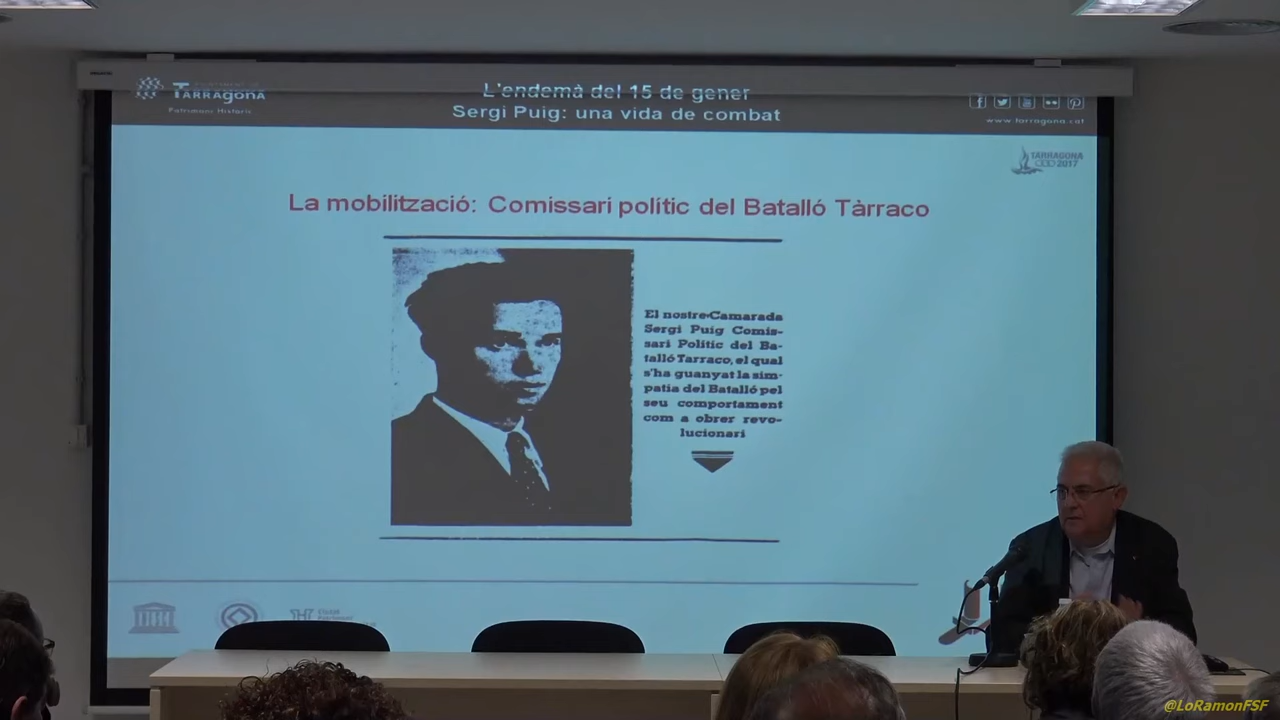 TARRAGONA
Patrimoni Històric
L'endemà del 15 de gener
Sergi Puig: una vida de combat
www.tarragona.cat
TARRAGONA
2017
La mobilització: Comissari polític del Batalló Tàrraco
El nostre Camarada
Sergi Puig Comis-
sari Polític del Ba-
talló Tarraco, el qual
s'ha guanyat la sim-
patia del Batalló pel
seu comportament
com a obrer revo-
lucionari
@LoRamonFSF